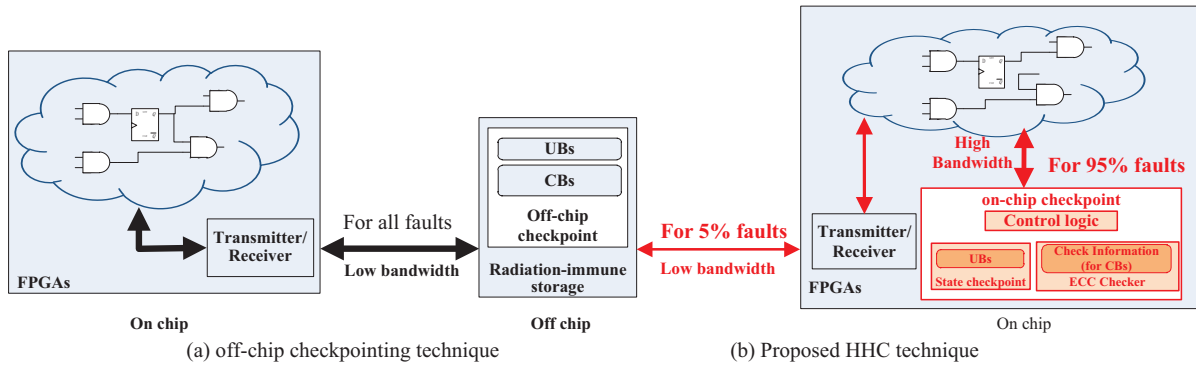 FPGAs
Transmitter/
Receiver
On chip
For all faults
Low bandwidth
UBs
CBs
Off-chip
checkpoint
Radiation-immune
storage
Off chip
(a) off-chip checkpointing technique
For 5% faults
Low bandwidth
High
Bandwidth
For 95% faults
Transmitter/
Receiver
FPGAs
on-chip checkpoint
Control logic
UBs
State checkpoint
Check Information
(for CBs)
ECC Checker
On chip
(b) Proposed HHC technique